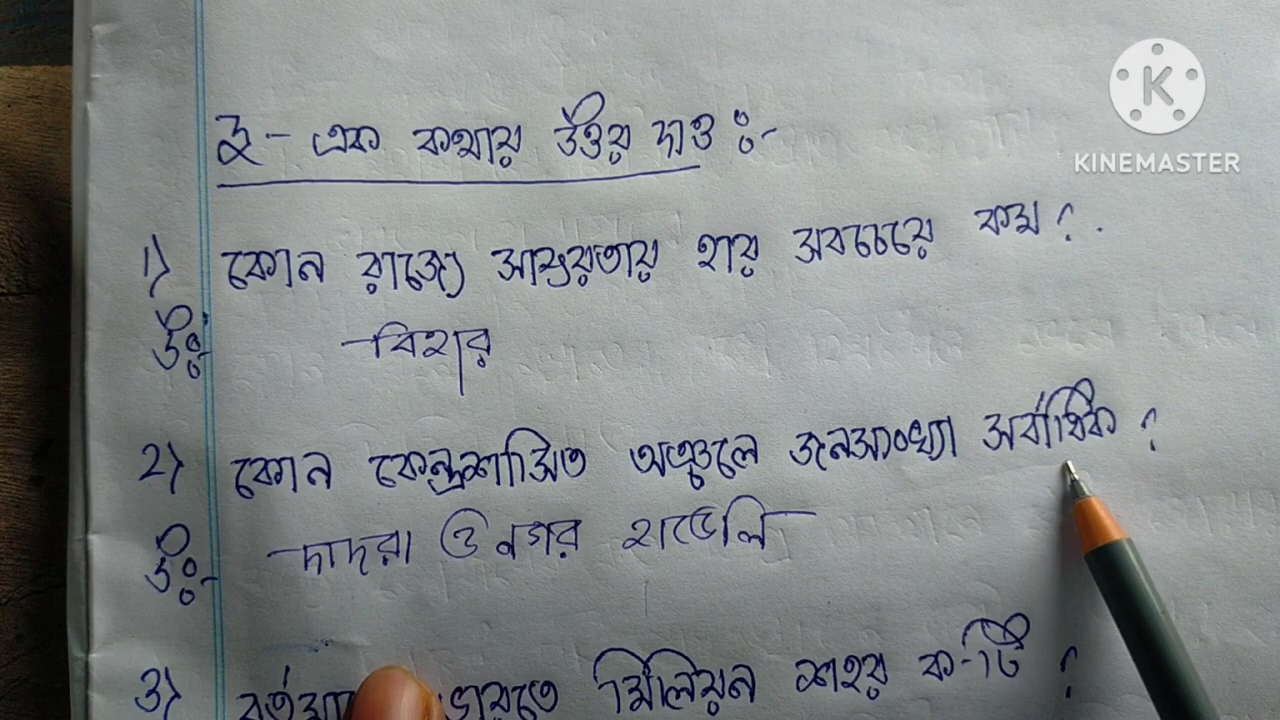 KINEMASTER
ই - এক কথায় উত্তর দাও ঃ-
1) কোন রাজ্যে সাক্ষরতায় হার সবচেয়ে কম ?
উঃ- বিহার
2) কোন কেন্দ্রশাসিত অঞ্চলে জনসংখ্যা সর্বাধিক ?
উঃ- দাদরা ও নগর হাভেলি
3) ভারতে মিলিয়ন শহর ক-টি ?